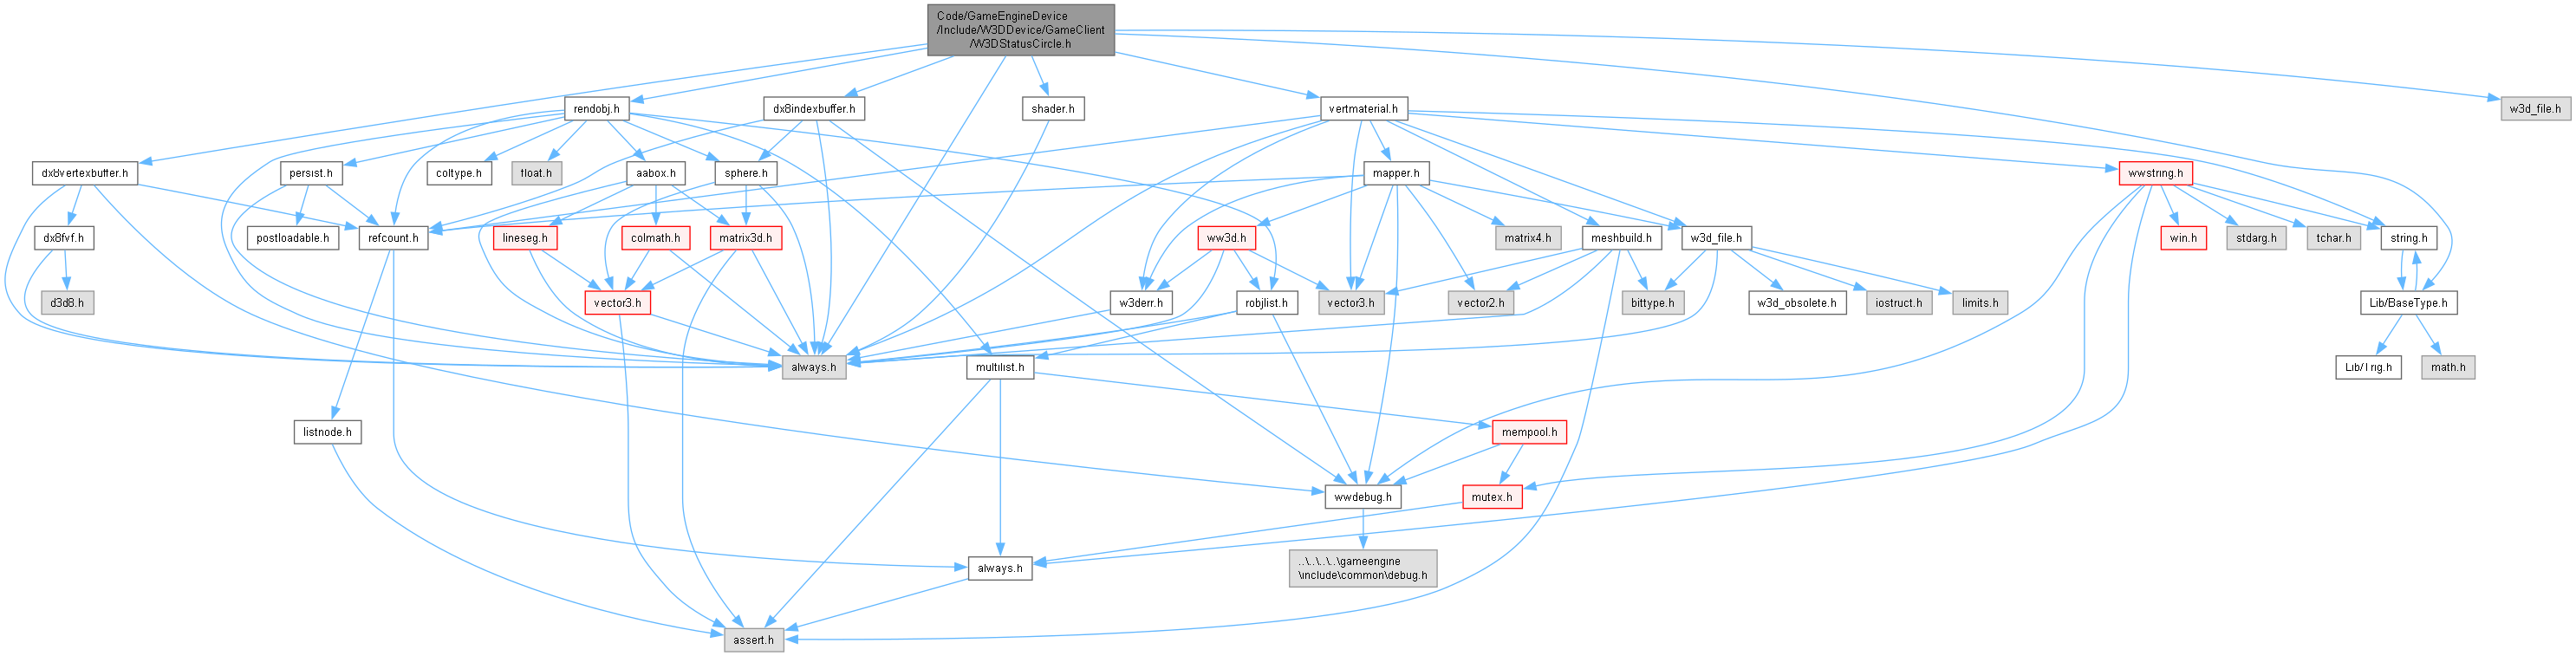 Code/GameEngineDevice
/Include/W3DDevice/GameClient
/W3DStatusCircle.h
rendobj.h
dx8indexbuffer.h
shader.h
vertmaterial.h
w3d_file.h
dx8vertexbuffer.h
persist.h
coltype.h
float.h
aabox.h
sphere.h
mapper.h
wwstring.h
dx8fvf.h
postloadable.h
refcount.h
lineseg.h
colmath.h
matrix3d.h
ww3d.h
matrix4.h
meshbuild.h
w3d_file.h
win.h
stdarg.h
tchar.h
string.h
d3d8.h
vector3.h
w3derr.h
robjlist.h
vector3.h
vector2.h
bittype.h
w3d_obsolete.h
iostruct.h
limits.h
Lib/BaseType.h
always.h
multilist.h
Lib/Trig.h
math.h
listnode.h
mempool.h
wwdebug.h
mutex.h
always.h
..\..\..\..\gameengine
\include\common\debug.h
assert.h